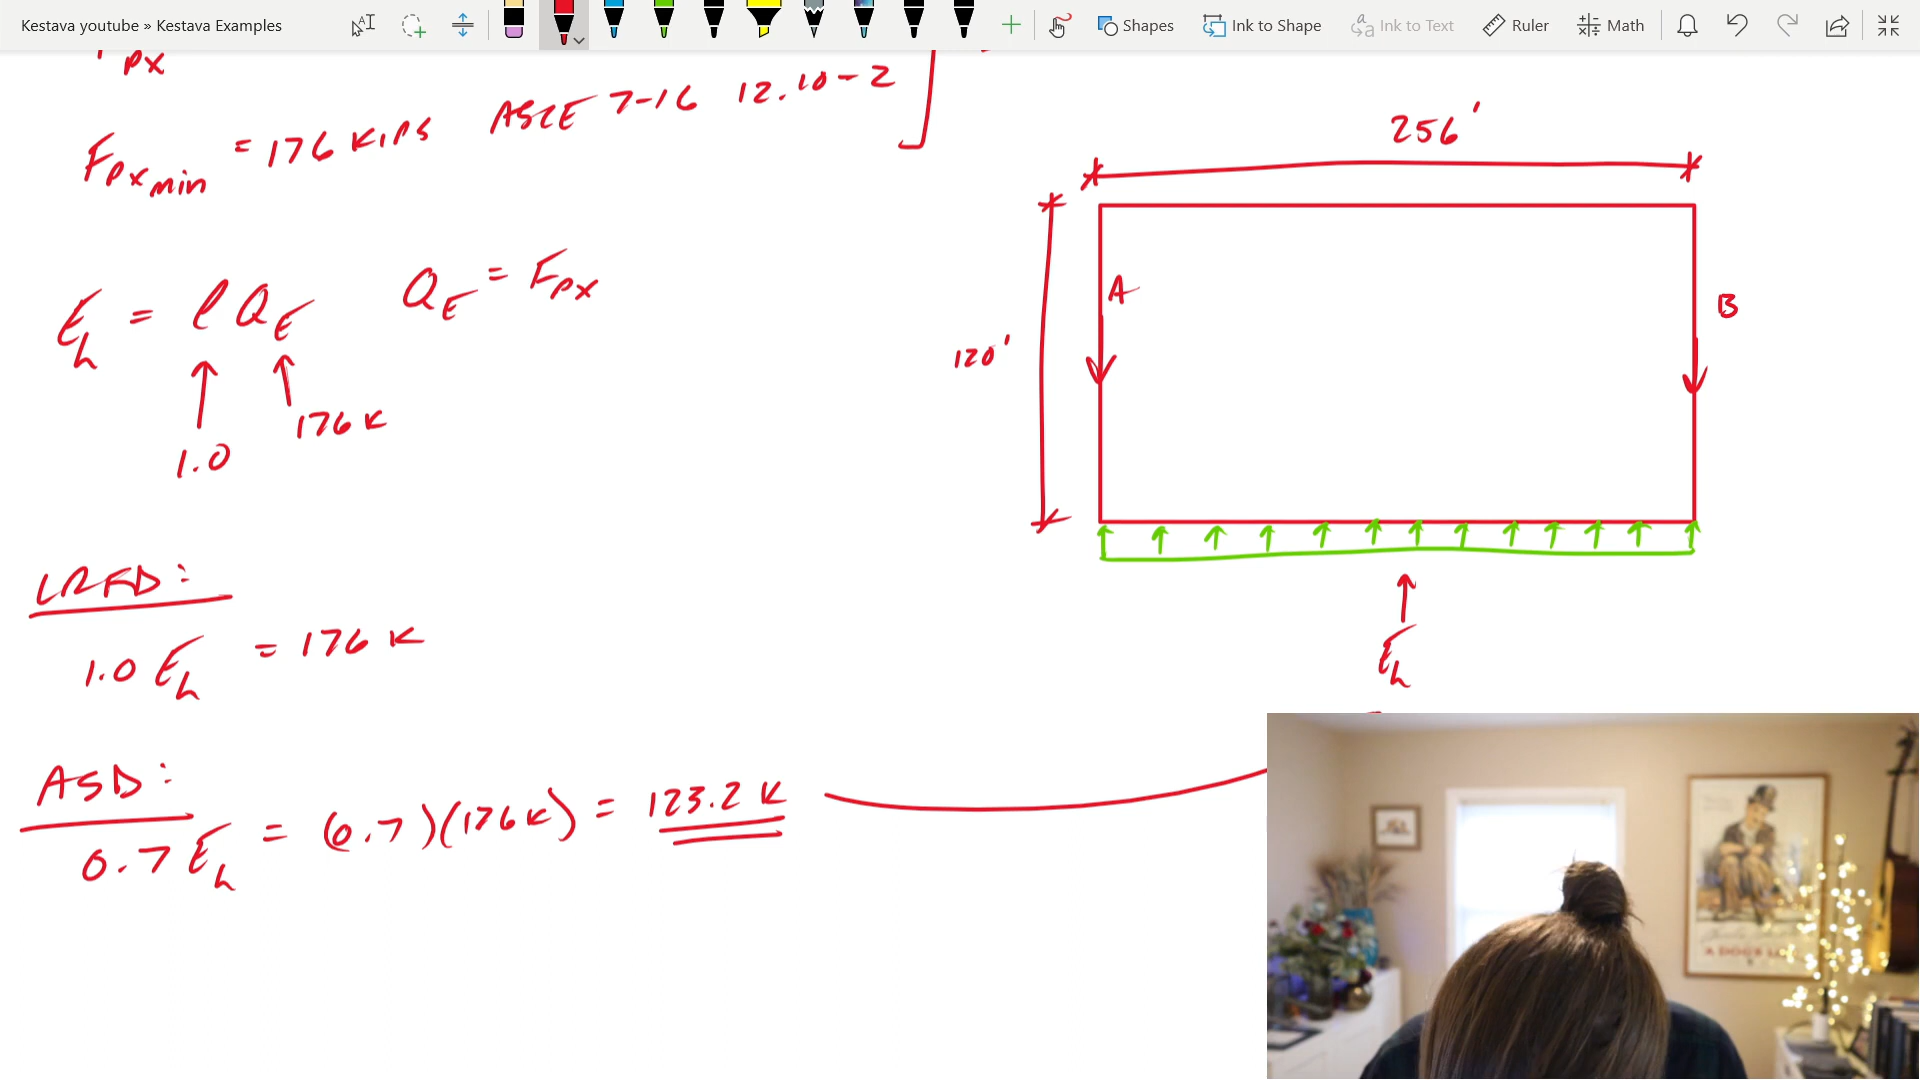 Kestava youtube » Kestava Examples
Shapes
Ink to Shape
Ink to Text
Ruler
Math
Fpx
Fpx min = 176 KIPS ASCE 7-16 12.10-2
Eh = ρQE QE = Fpx
1.0
176 K
LRFD:
1.0 Eh = 176 K
ASD:
0.7 Eh = (0.7)(176K) = 123.2 K
256'
120'
A
B
Eh